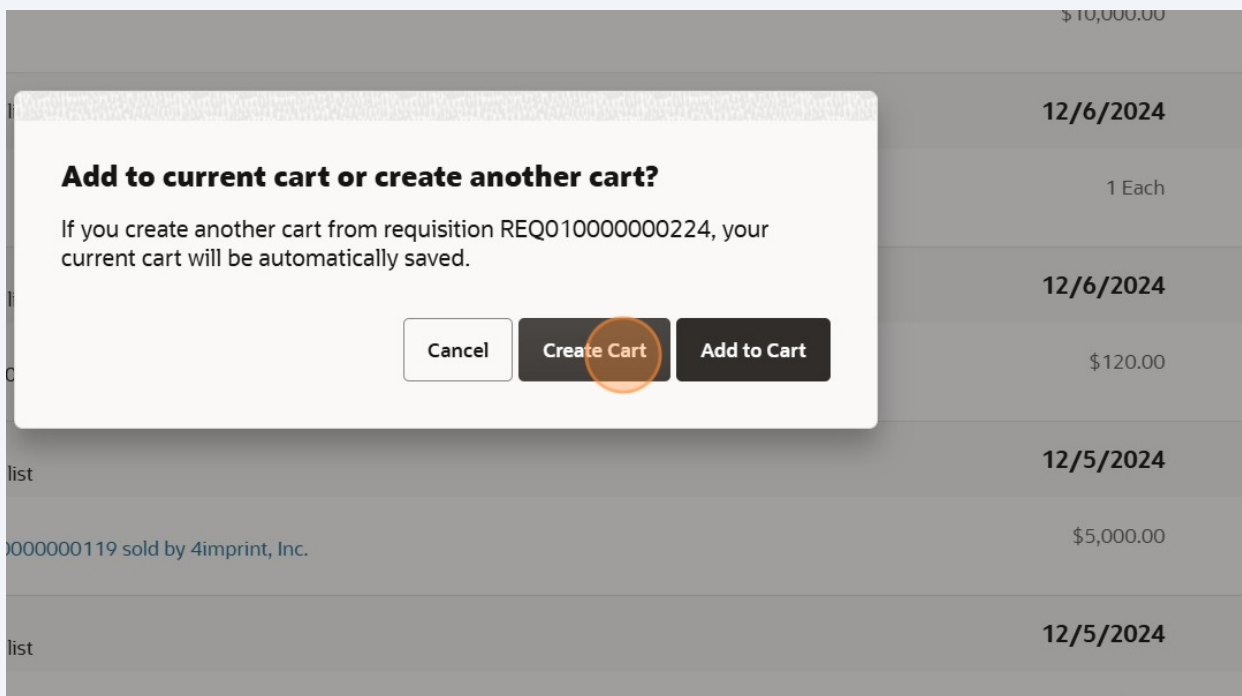 $10,000.00
12/6/2024
Add to current cart or create another cart?
1 Each
If you create another cart from requisition REQ010000000224, your
current cart will be automatically saved.
12/6/2024
Cancel
Create Cart
Add to Cart
$120.00
12/5/2024
list
$5,000.00
0000000119 sold by 4imprint, Inc.
12/5/2024
list